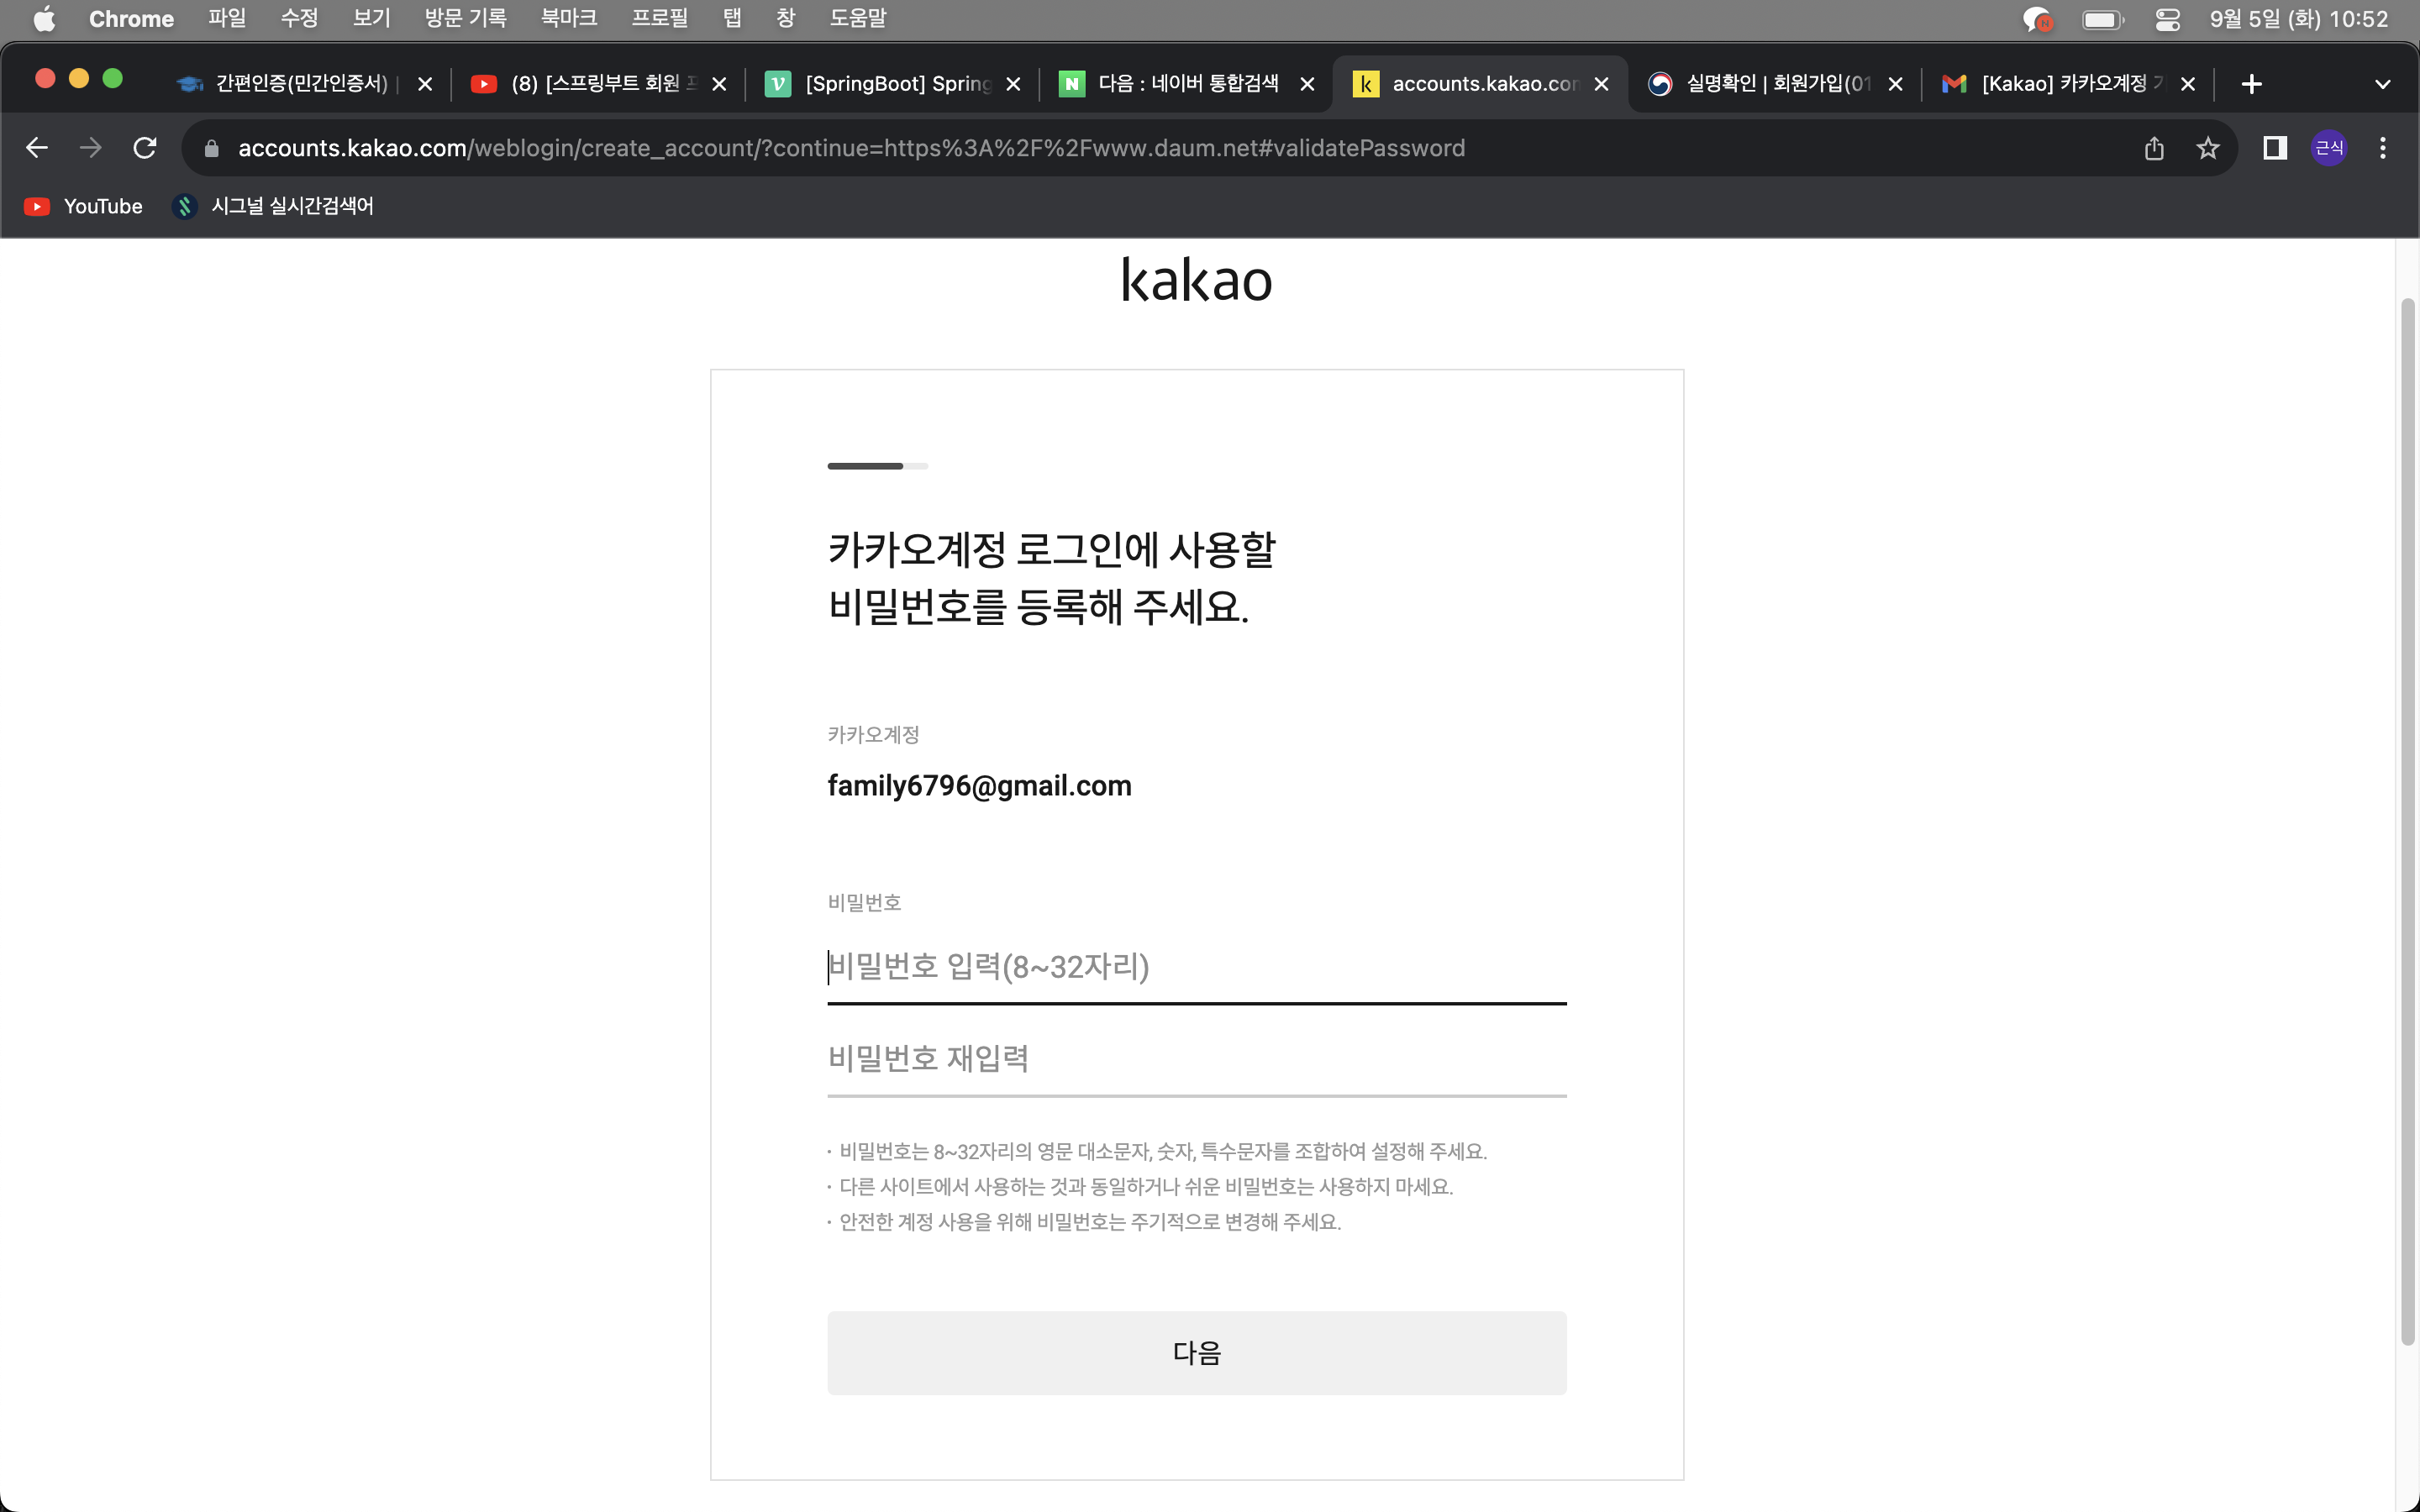 Chrome 파일 수정 보기 방문 기록 북마크 프로필 탭 창 도움말 9월 5일 (화) 10:52
간편인증(민간인증서) | (8) [스프링부트 회원 [SpringBoot] Spring 다음 : 네이버 통합검색 accounts.kakao.com 실명확인 | 회원가입(01 [Kakao] 카카오계정
accounts.kakao.com/weblogin/create_account/?continue=https%3A%2F%2Fwww.daum.net#validatePassword 근식
YouTube 시그널 실시간검색어
kakao
카카오계정 로그인에 사용할
비밀번호를 등록해 주세요.
카카오계정
family6796@gmail.com
비밀번호
비밀번호 입력(8~32자리)
비밀번호 재입력
· 비밀번호는 8~32자리의 영문 대소문자, 숫자, 특수문자를 조합하여 설정해 주세요.
· 다른 사이트에서 사용하는 것과 동일하거나 쉬운 비밀번호는 사용하지 마세요.
· 안전한 계정 사용을 위해 비밀번호는 주기적으로 변경해 주세요.
다음